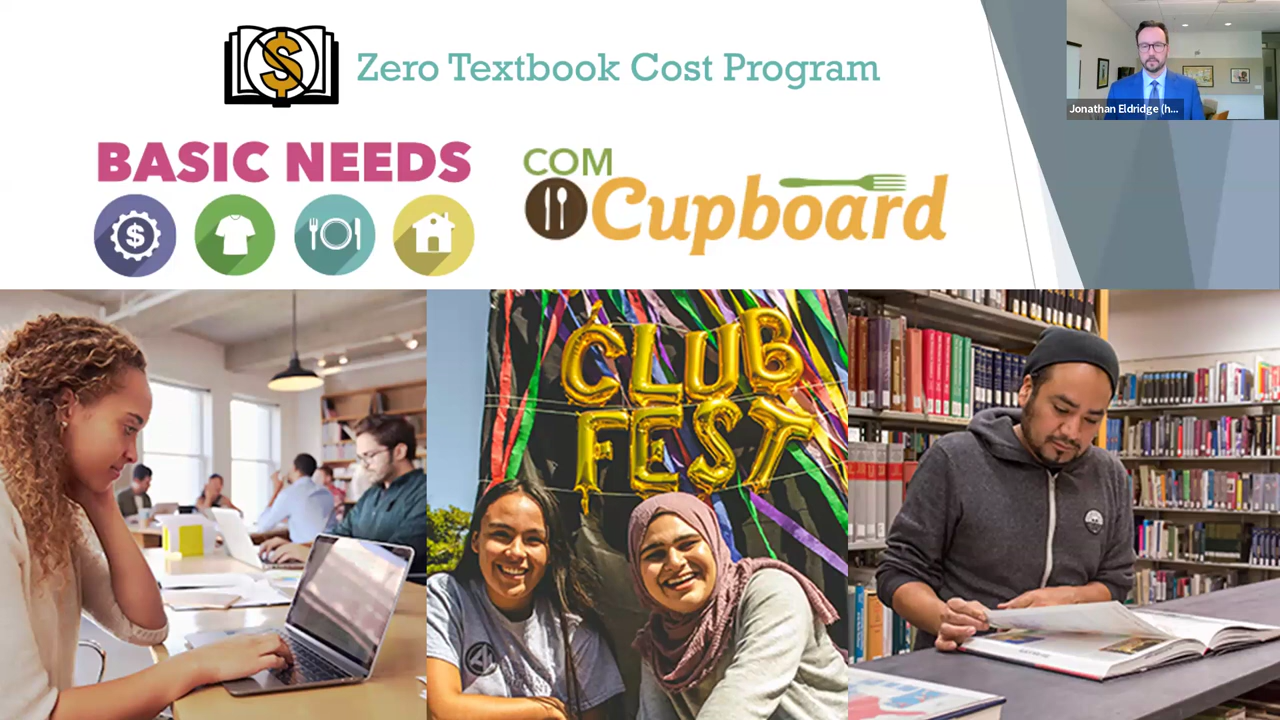 Zero Textbook Cost Program
Jonathan Eldridge (h...
BASIC NEEDS
COM
Cupboard
$
$
CLUB
FEST